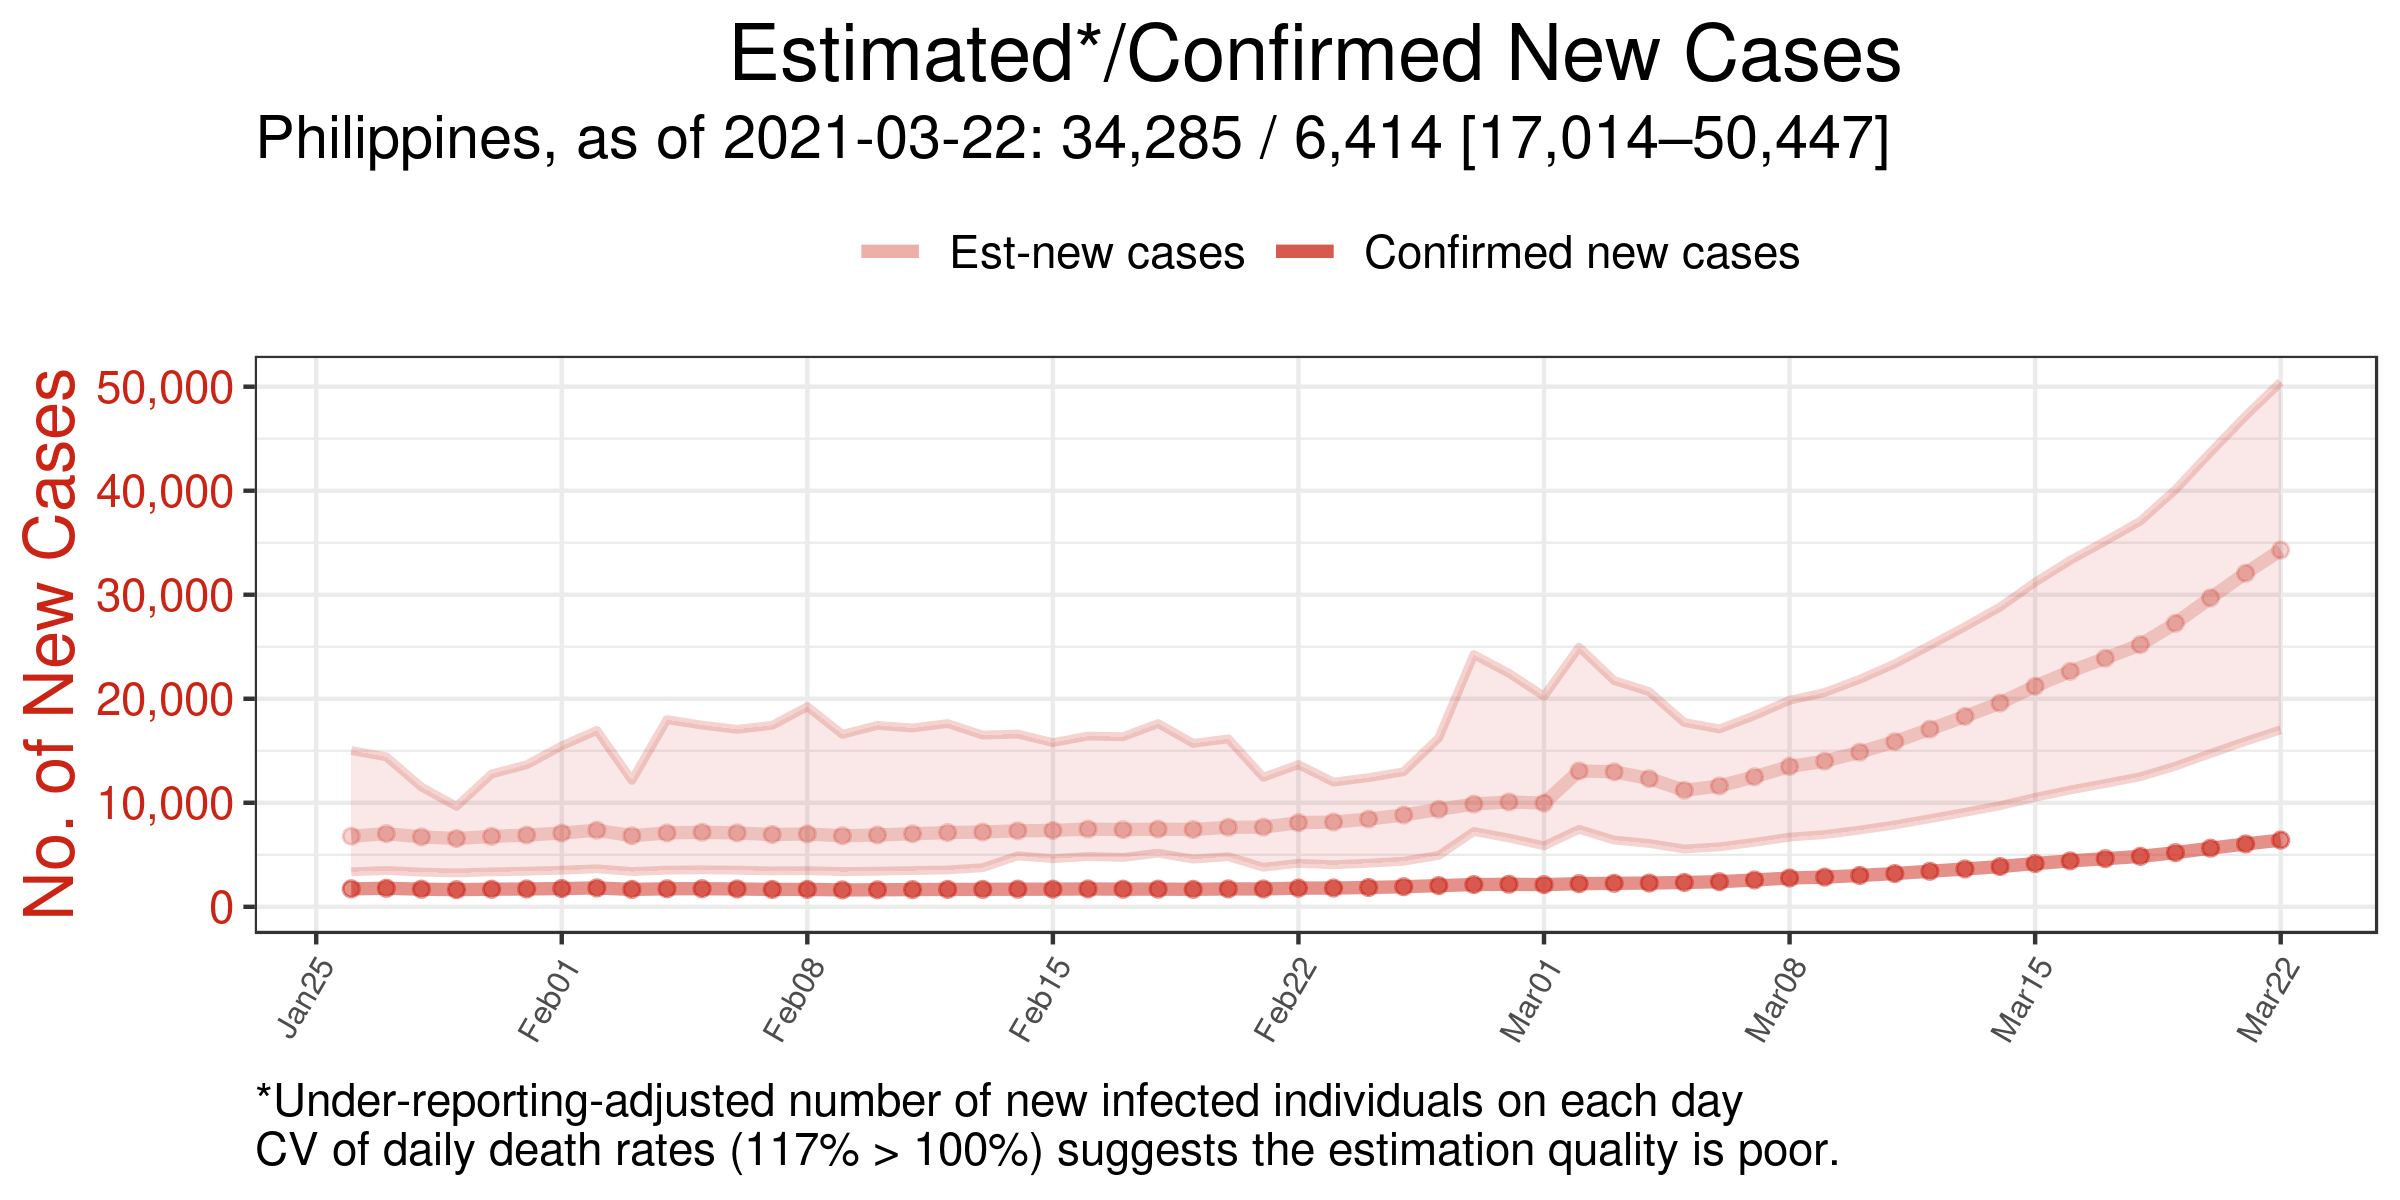 Estimated*/Confirmed New Cases
Philippines, as of 2021-03-22: 34,285 / 6,414 [17,014–50,447]
Est-new cases
Confirmed new cases
No. of New Cases
50,000
40,000
30,000
20,000
10,000
0
Jan25
Feb01
Feb08
Feb15
Feb22
Mar01
Mar08
Mar15
Mar22
*Under-reporting-adjusted number of new infected individuals on each day
CV of daily death rates (117% > 100%) suggests the estimation quality is poor.